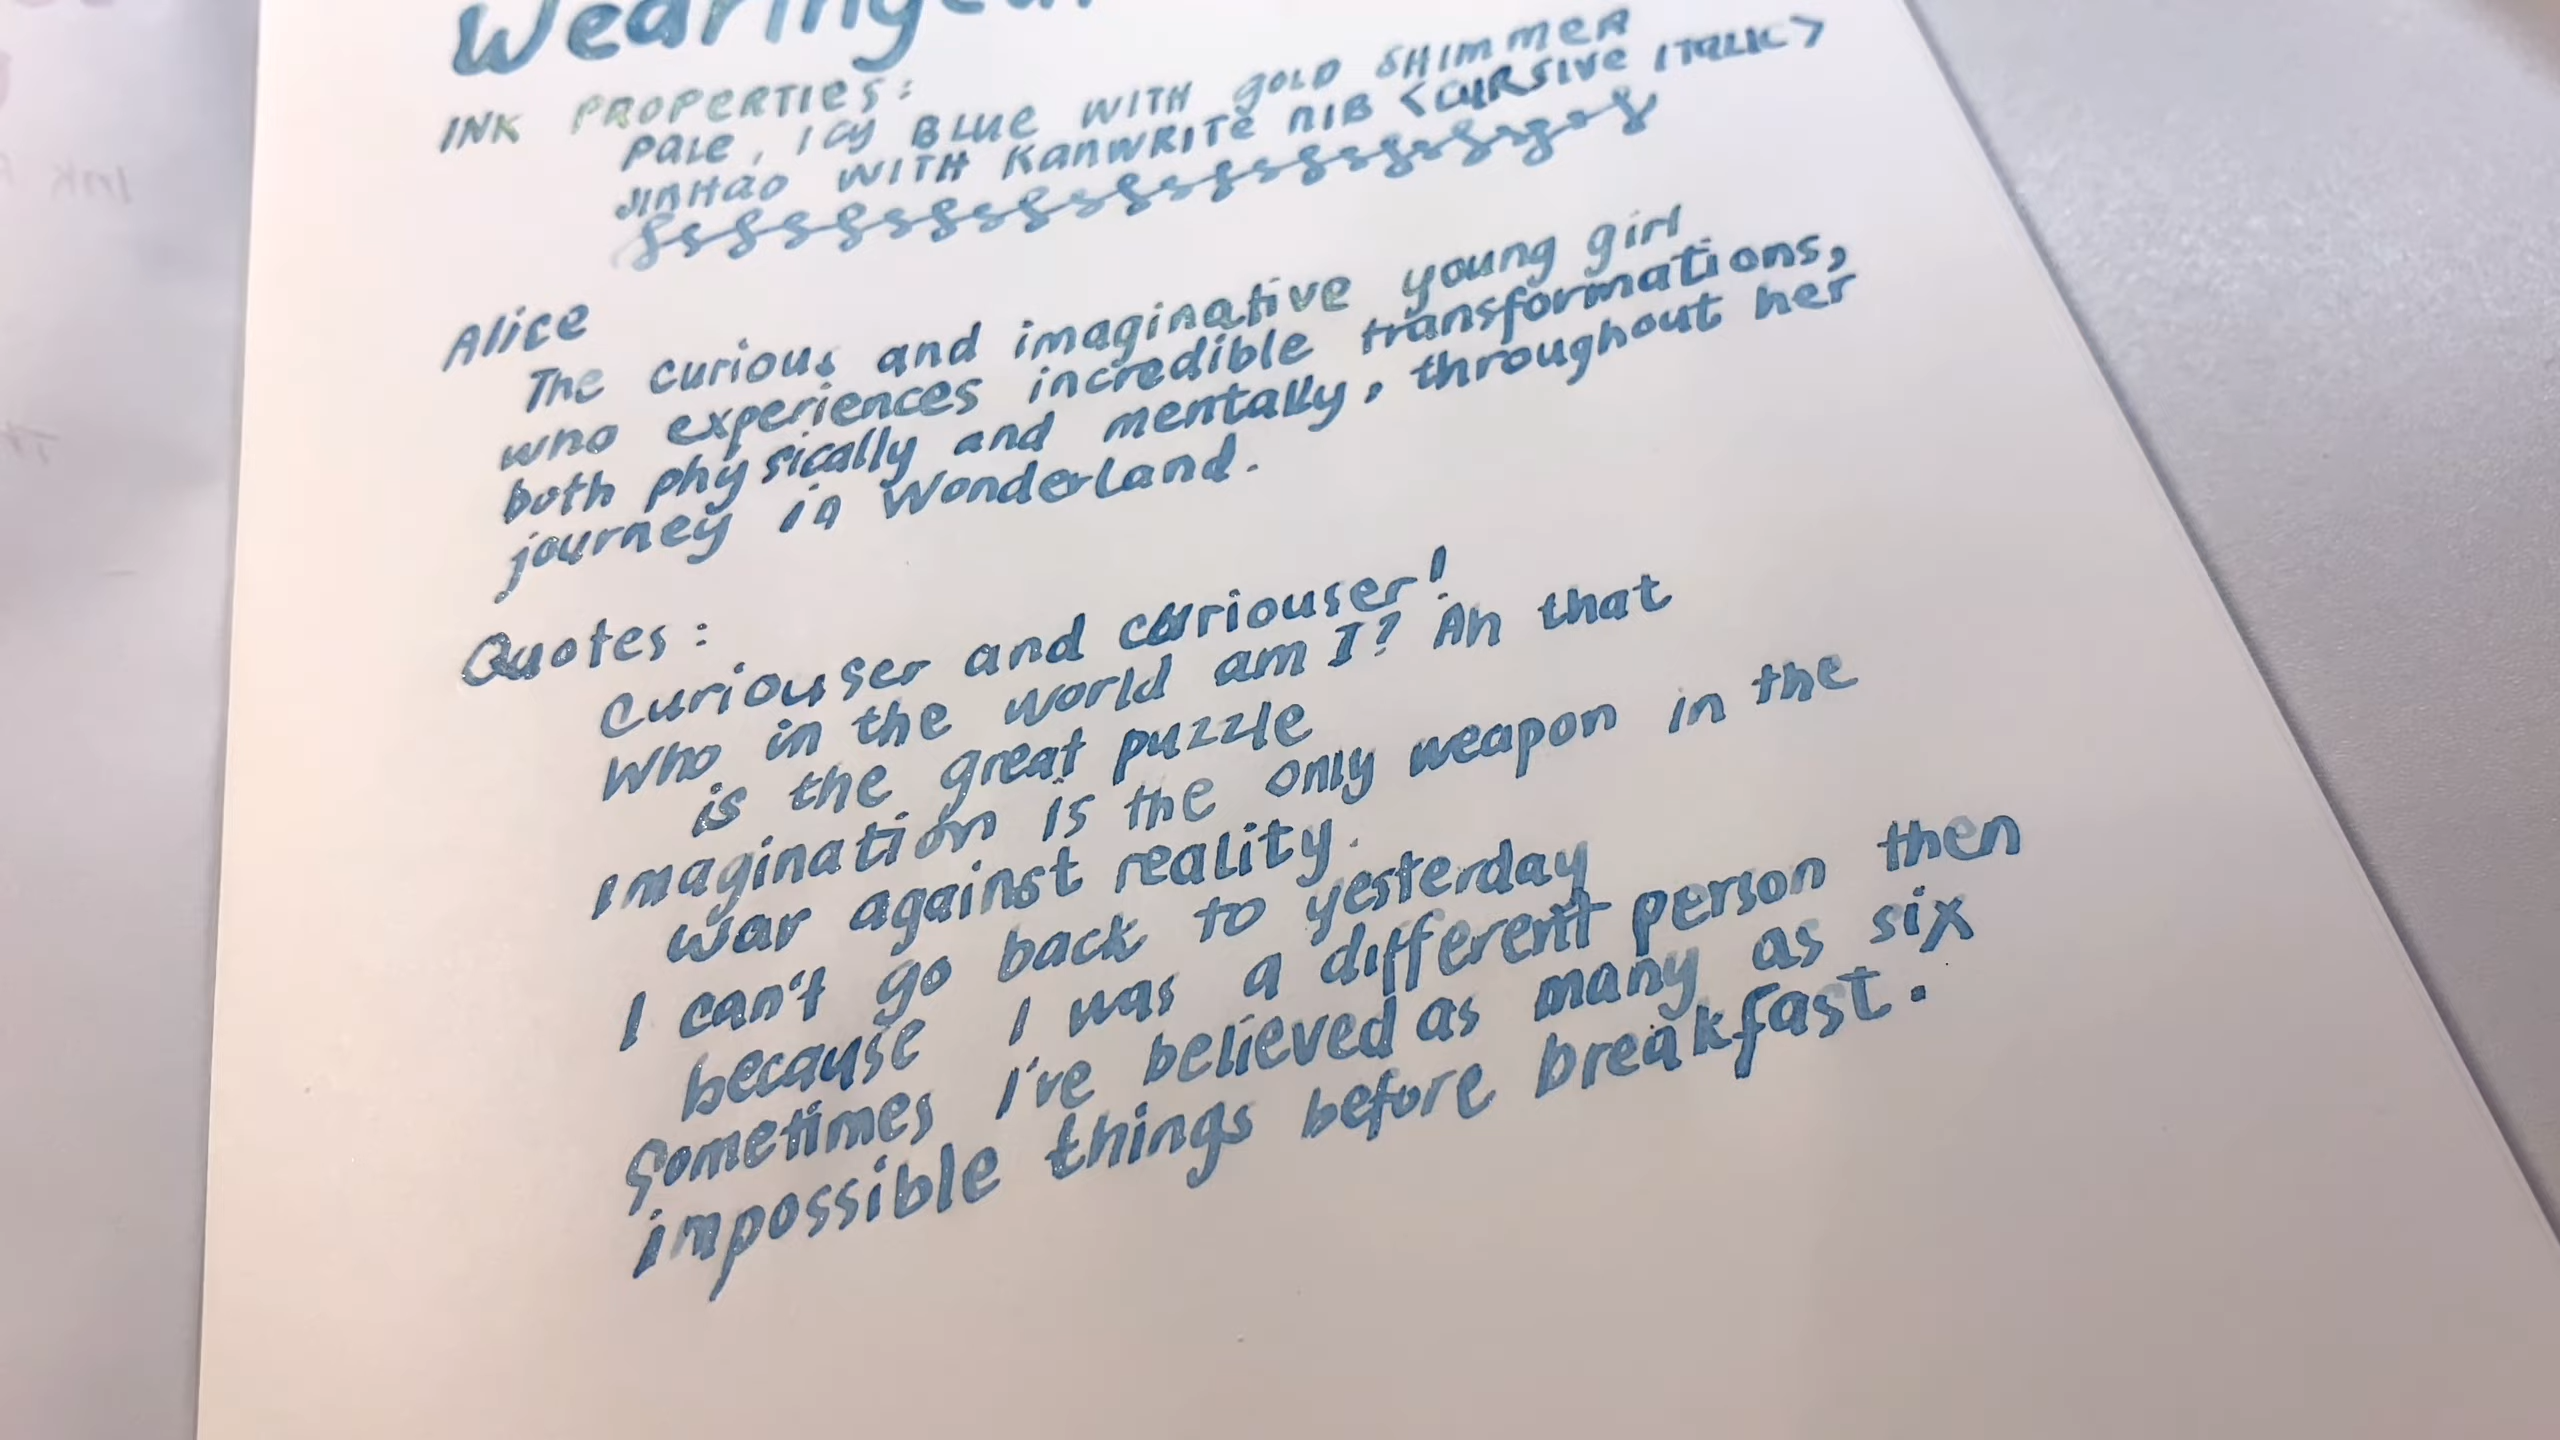 INK PROPERTIES:
PALE, ICY BLUE WITH GOLD SHIMMER
JINHAO WITH KANWRITE NIB <CURSIVE ITALIC>
Alice
The curious and imaginative young girl
who experiences incredible transformations,
both physically and mentally, throughout her
journey in Wonderland.
Quotes:
Curiouser and curiouser!
Who in the world am I? Ah that
is the great puzzle
Imagination is the only weapon in the
war against reality.
I can't go back to yesterday
because I was a different person then
Sometimes I've believed as many as six
impossible things before breakfast.